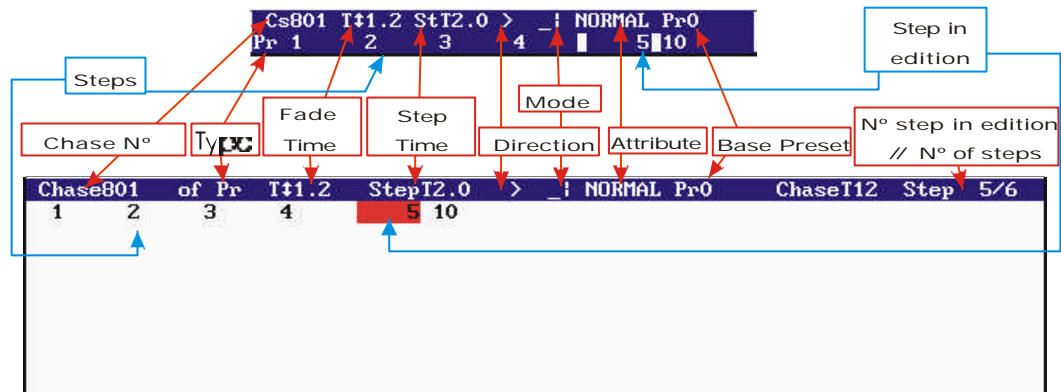 Cs801 T‡1.2 StT2.0 > _¦ NORMAL Pr0
Pr 1 2 3 4 5 10
Step in
edition
Steps
Chase Nº
Fade
Time
Step
Time
Direction
Mode
Attribute
Base Preset
Nº step in edition
// Nº of steps
Chase801 of Pr T‡1.2 StepT2.0 > _¦ NORMAL Pr0 ChaseT12 Step 5/6
1 2 3 4 5 10